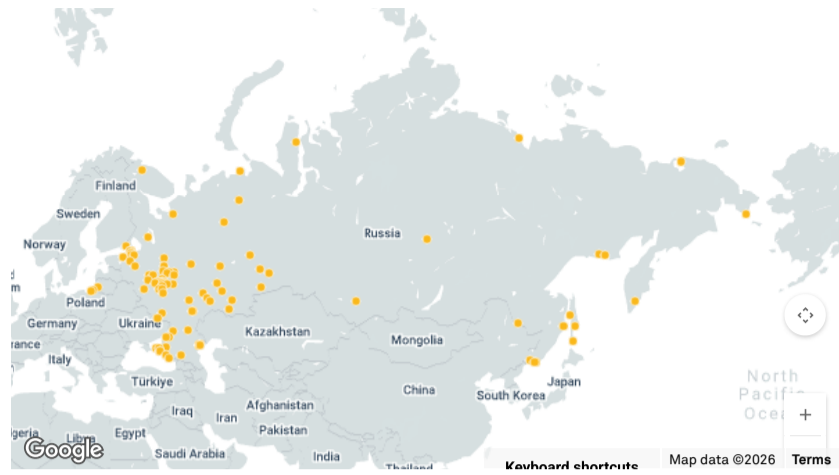 Finland
Sweden
Norway
Russia
Poland
Germany
Ukraine
Kazakhstan
Mongolia
Italy
Türkiye
China
Japan
South Korea
North
Pacific
Afghanistan
Iraq
Iran
Pakistan
Egypt
Saudi Arabia
India
Google
Keyboard shortcuts
Map data ©2026
Terms